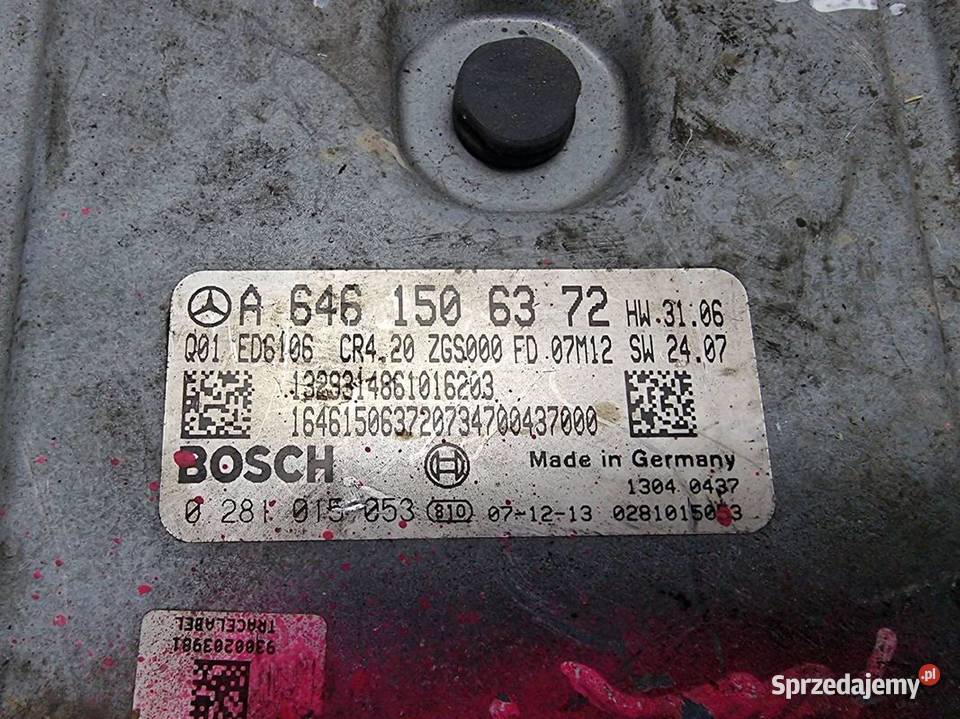 A 646 150 63 72 HW.31.06
Q01 ED6106 CR4.20 ZGS000 FD 07M12 SW 24.07
1329314861016203
164615063720734700437000
BOSCH Made in Germany
1304 0437
0 281 015 053 810 07-12-13 0281015053
9300203981
TRACELABEL
Sprzedajemy.pl